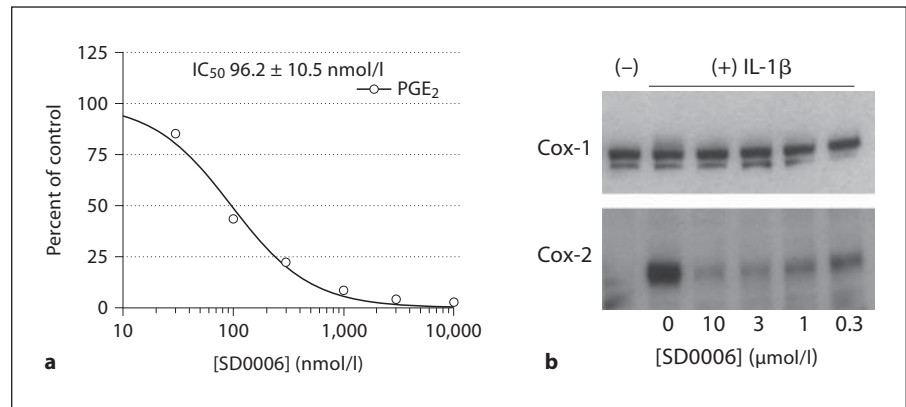 125
100
75
50
25
0
Percent of control
IC50 96.2 ± 10.5 nmol/l
PGE2
10 100 1,000 10,000
[SD0006] (nmol/l)
a
(–) (+) IL-1β
Cox-1
Cox-2
0 10 3 1 0.3
[SD0006] (μmol/l)
b